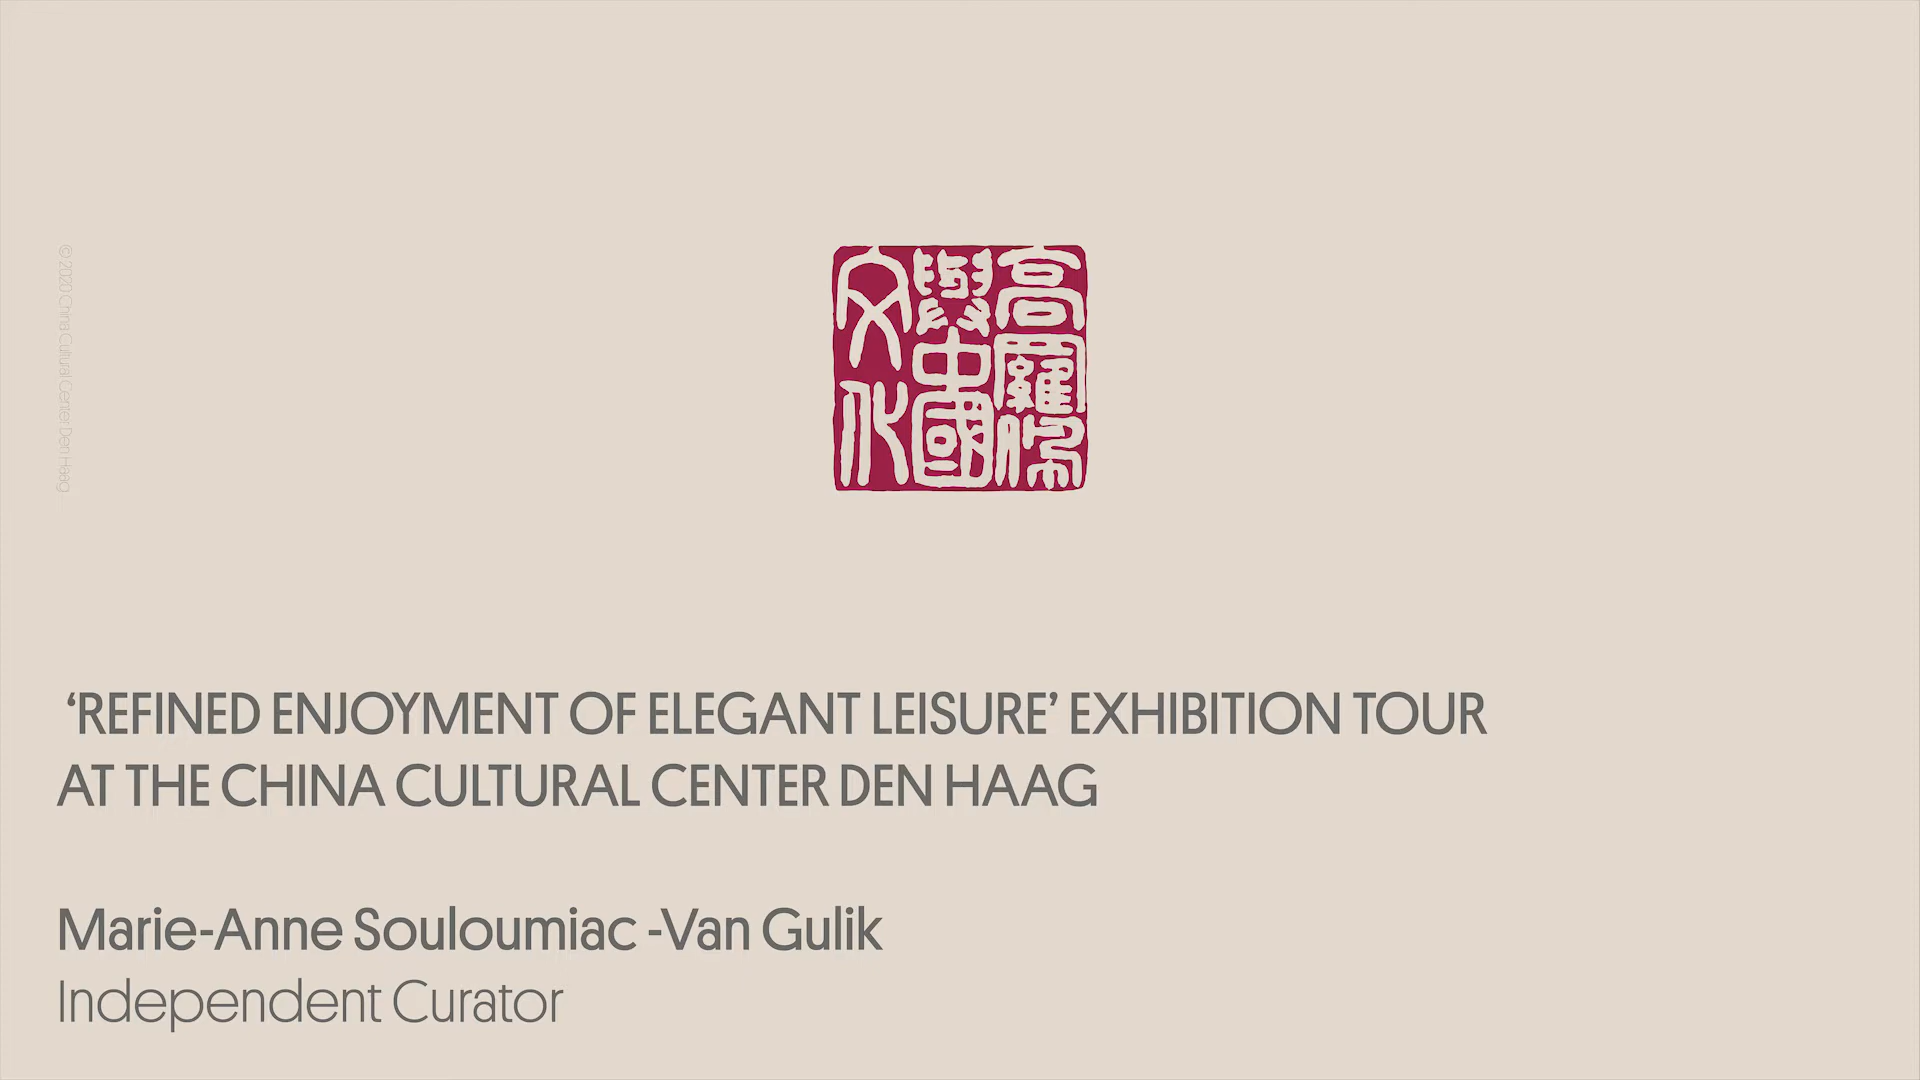 高羅佩
與中國
文化
© 2020 China Cultural Center Den Haag
‘REFINED ENJOYMENT OF ELEGANT LEISURE’ EXHIBITION TOUR
AT THE CHINA CULTURAL CENTER DEN HAAG
Marie-Anne Souloumiac -Van Gulik
Independent Curator